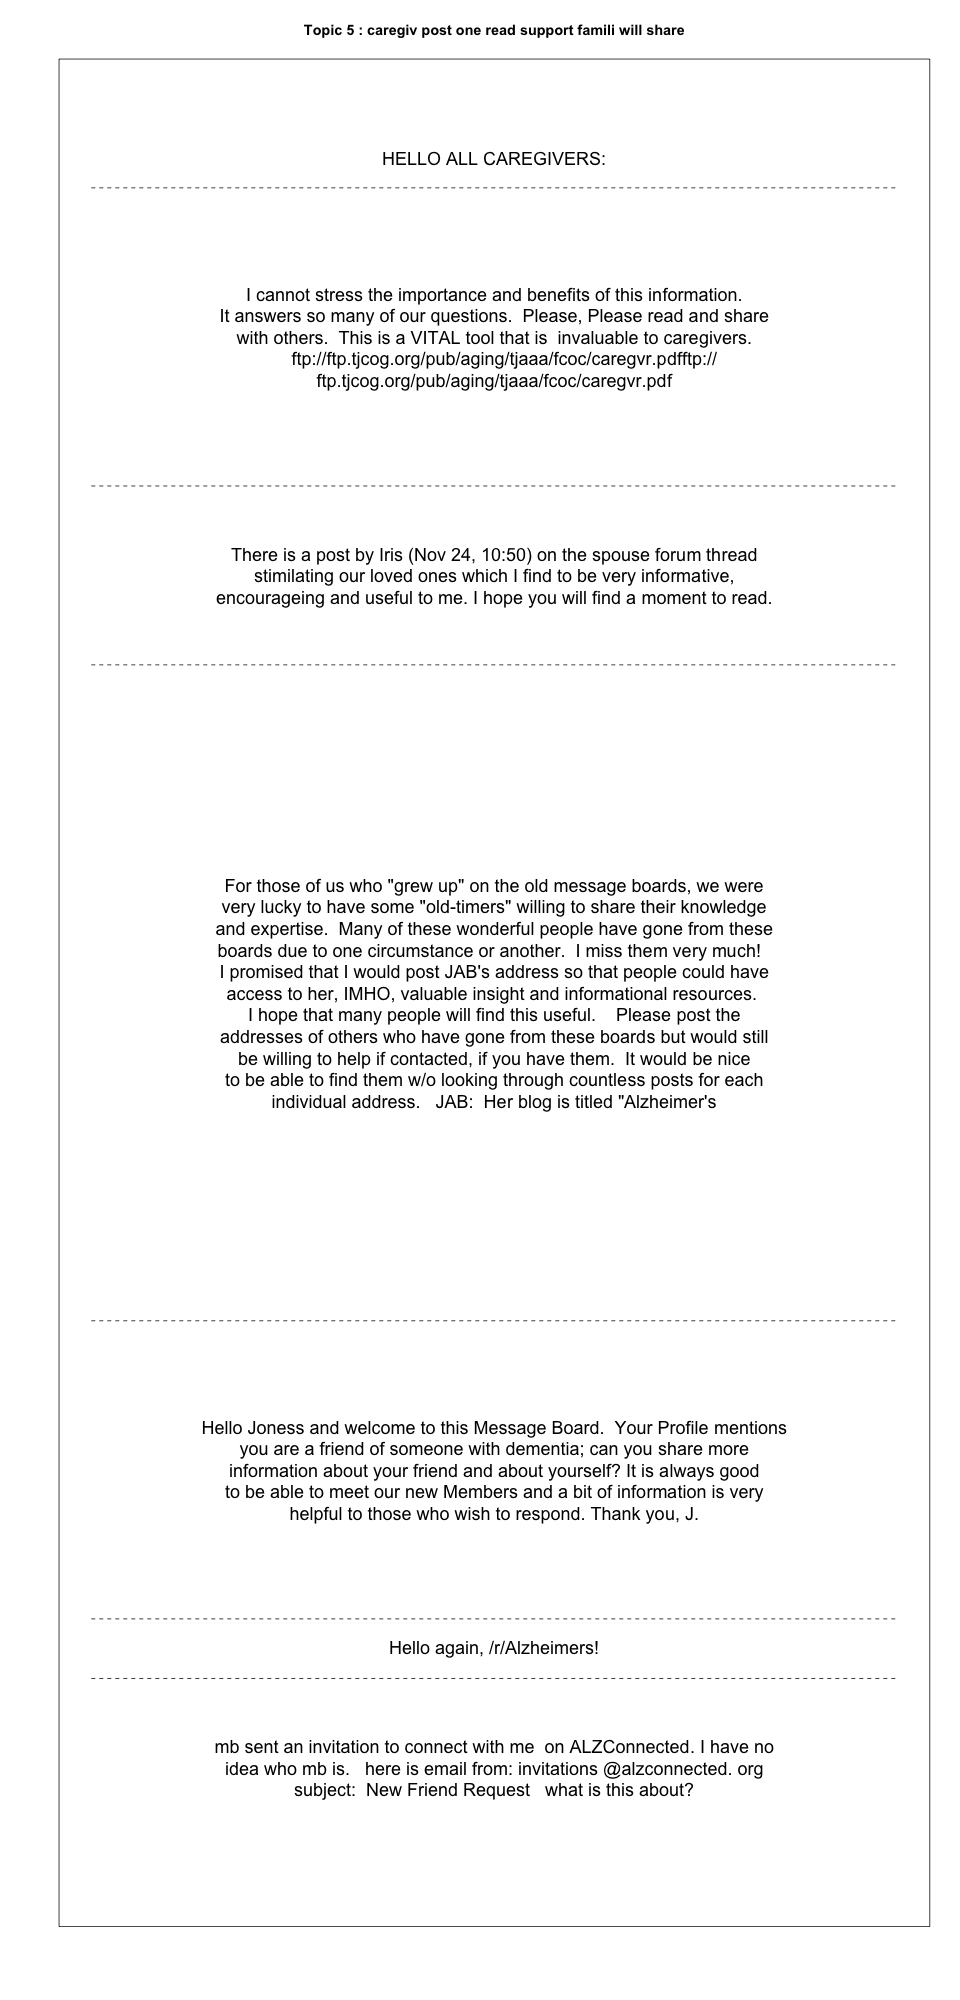 Topic 5 : caregiv post one read support famili will share
HELLO ALL CAREGIVERS:
I cannot stress the importance and benefits of this information.
It answers so many of our questions.  Please, Please read and share
with others.  This is a VITAL tool that is  invaluable to caregivers.
ftp://ftp.tjcog.org/pub/aging/tjaaa/fcoc/caregvr.pdfftp://
ftp.tjcog.org/pub/aging/tjaaa/fcoc/caregvr.pdf
There is a post by Iris (Nov 24, 10:50) on the spouse forum thread
stimilating our loved ones which I find to be very informative,
encourageing and useful to me. I hope you will find a moment to read.
For those of us who "grew up" on the old message boards, we were
very lucky to have some "old-timers" willing to share their knowledge
and expertise.  Many of these wonderful people have gone from these
boards due to one circumstance or another.  I miss them very much!
I promised that I would post JAB's address so that people could have
access to her, IMHO, valuable insight and informational resources.
I hope that many people will find this useful.    Please post the
addresses of others who have gone from these boards but would still
be willing to help if contacted, if you have them.  It would be nice
to be able to find them w/o looking through countless posts for each
individual address.   JAB:  Her blog is titled "Alzheimer's
Hello Joness and welcome to this Message Board.  Your Profile mentions
you are a friend of someone with dementia; can you share more
information about your friend and about yourself? It is always good
to be able to meet our new Members and a bit of information is very
helpful to those who wish to respond. Thank you, J.
Hello again, /r/Alzheimers!
mb sent an invitation to connect with me  on ALZConnected. I have no
idea who mb is.   here is email from: invitations @alzconnected. org
subject:  New Friend Request   what is this about?